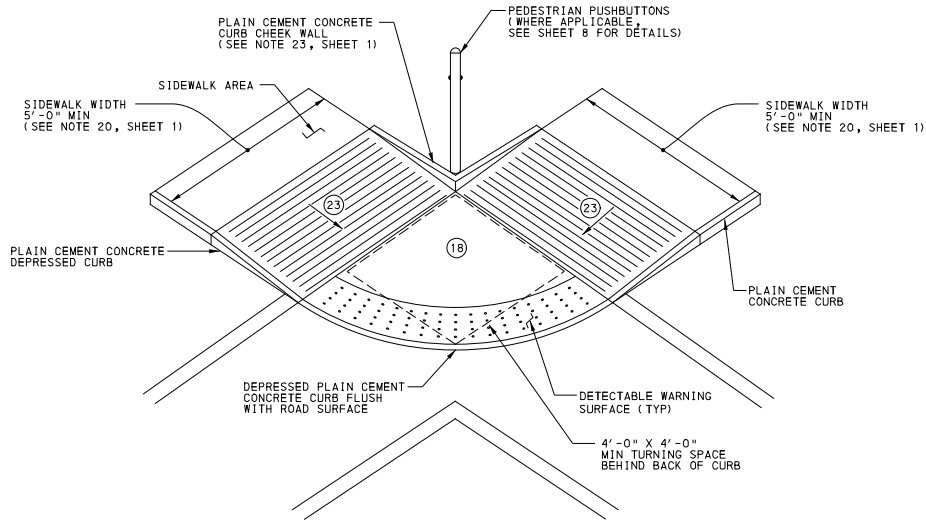 PEDESTRIAN PUSHBUTTONS
(WHERE APPLICABLE,
SEE SHEET 8 FOR DETAILS)
PLAIN CEMENT CONCRETE
CURB CHEEK WALL
(SEE NOTE 23, SHEET 1)
SIDEWALK AREA
SIDEWALK WIDTH
5'-0" MIN
(SEE NOTE 20, SHEET 1)
SIDEWALK WIDTH
5'-0" MIN
(SEE NOTE 20, SHEET 1)
23
23
18
PLAIN CEMENT CONCRETE
DEPRESSED CURB
PLAIN CEMENT
CONCRETE CURB
DEPRESSED PLAIN CEMENT
CONCRETE CURB FLUSH
WITH ROAD SURFACE
DETECTABLE WARNING
SURFACE (TYP)
4'-0" X 4'-0"
MIN TURNING SPACE
BEHIND BACK OF CURB